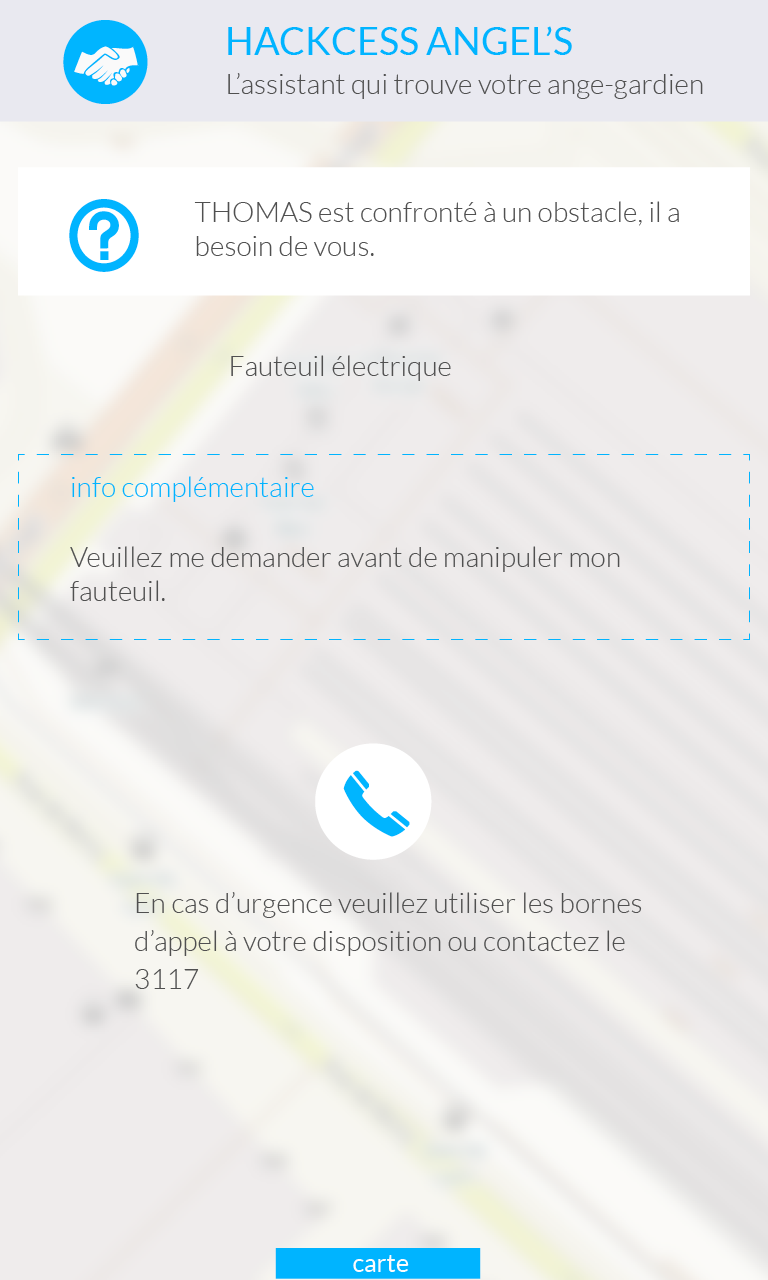 HACKCESS ANGEL’S
L’assistant qui trouve votre ange-gardien
THOMAS est confronté à un obstacle, il a
besoin de vous.
Fauteuil électrique
info complémentaire
Veuillez me demander avant de manipuler mon
fauteuil.
En cas d’urgence veuillez utiliser les bornes
d’appel à votre disposition ou contactez le
3117
carte